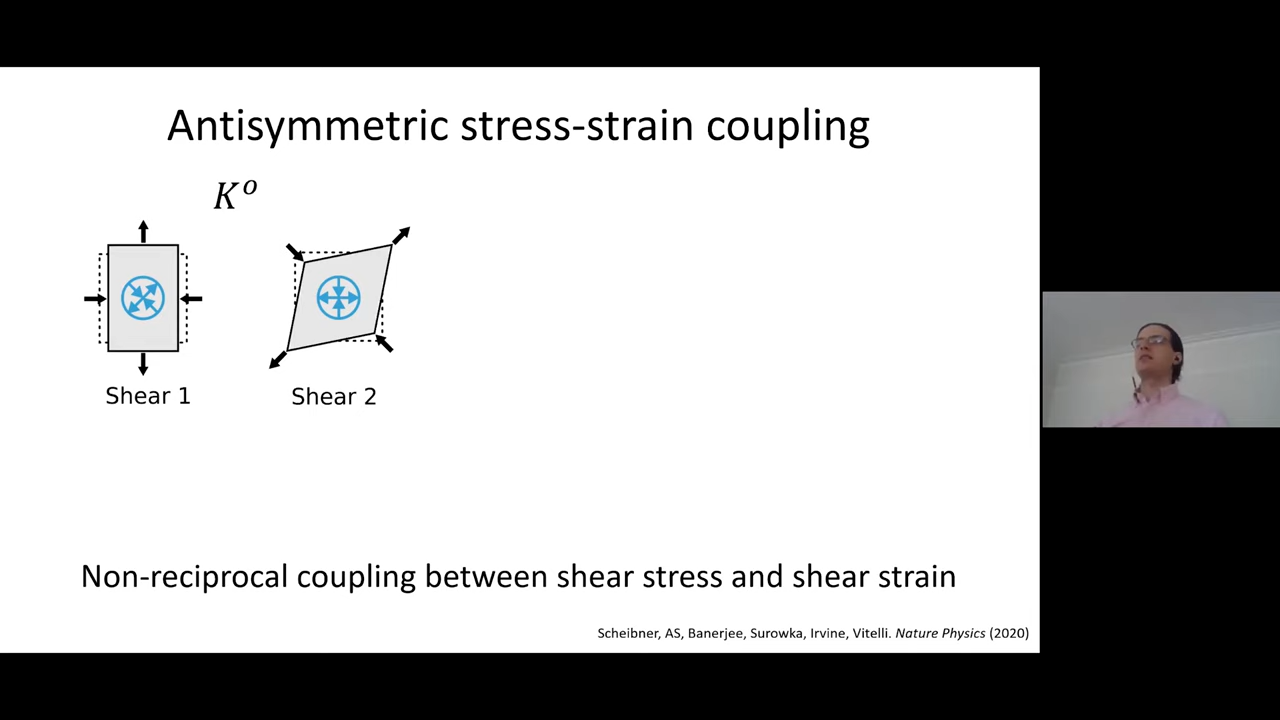 Antisymmetric stress-strain coupling
K^o
Shear 1
Shear 2
Non-reciprocal coupling between shear stress and shear strain
Scheibner, AS, Banerjee, Surowka, Irvine, Vitelli. Nature Physics (2020)